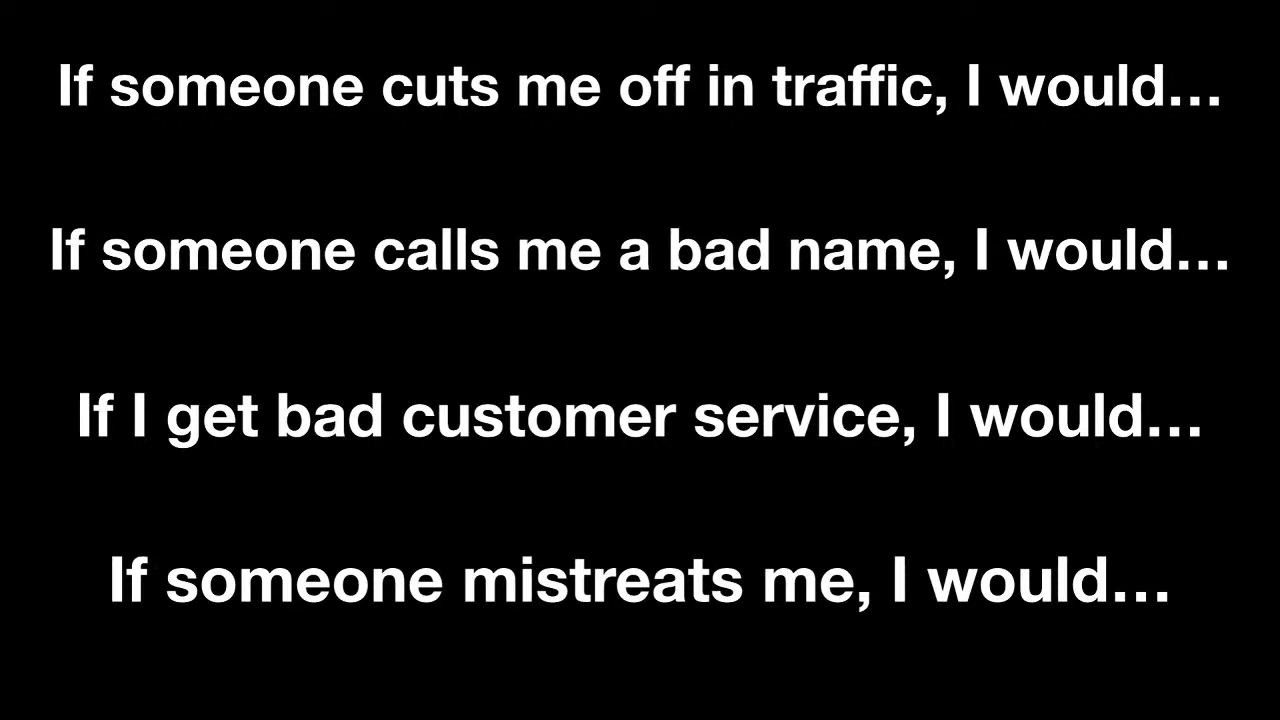 If someone cuts me off in traffic, I would…
If someone calls me a bad name, I would…
If I get bad customer service, I would…
If someone mistreats me, I would…